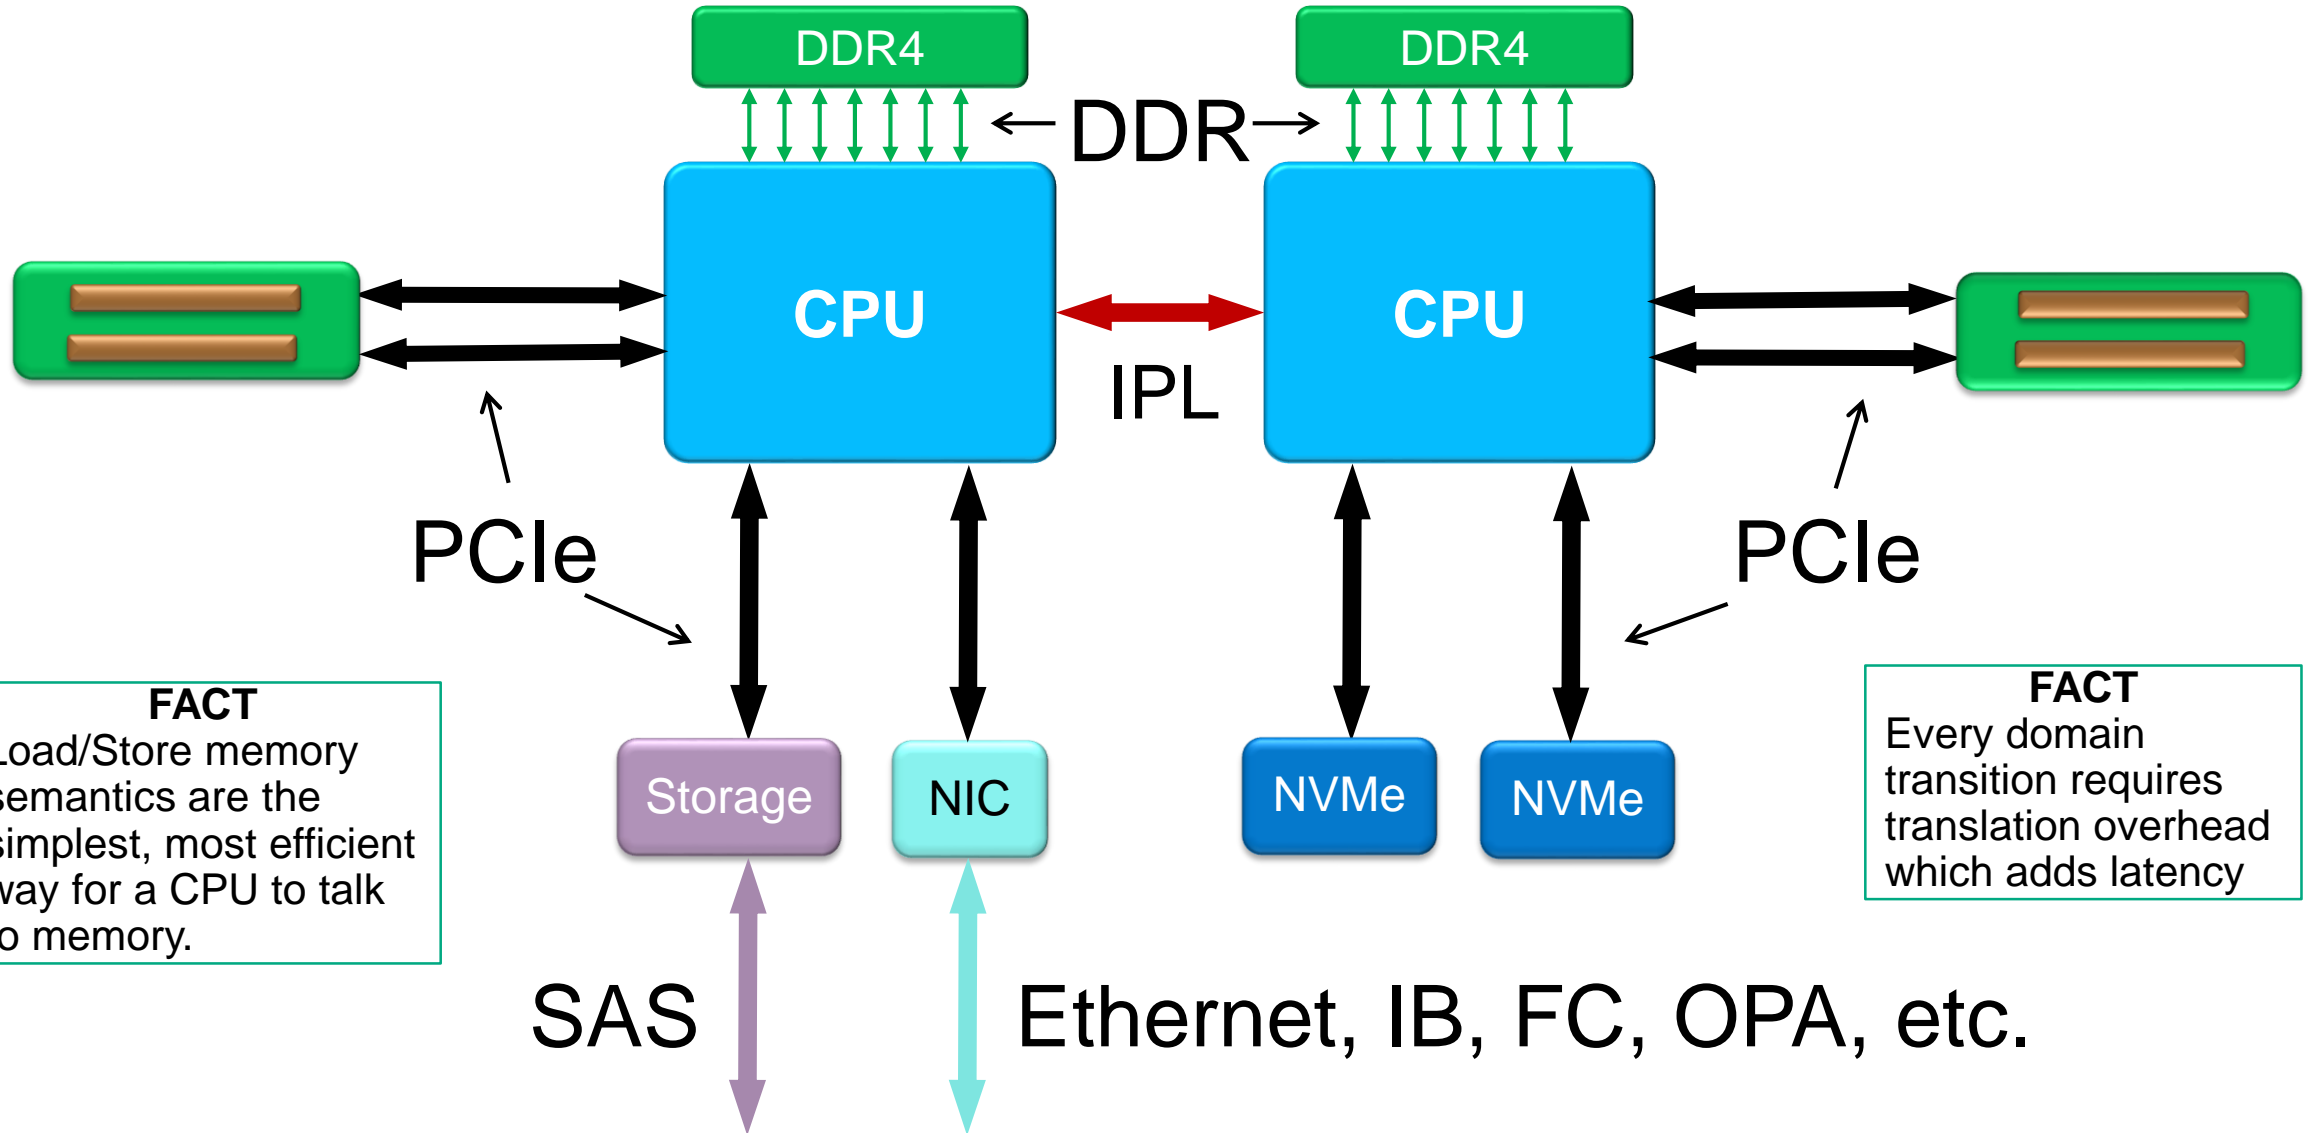 DDR4
DDR4
DDR
CPU
CPU
IPL
PCIe
PCIe
FACT
Load/Store memory
semantics are the
simplest, most efficient
way for a CPU to talk
to memory.
FACT
Every domain
transition requires
translation overhead
which adds latency
Storage
NIC
NVMe
NVMe
SAS
Ethernet, IB, FC, OPA, etc.